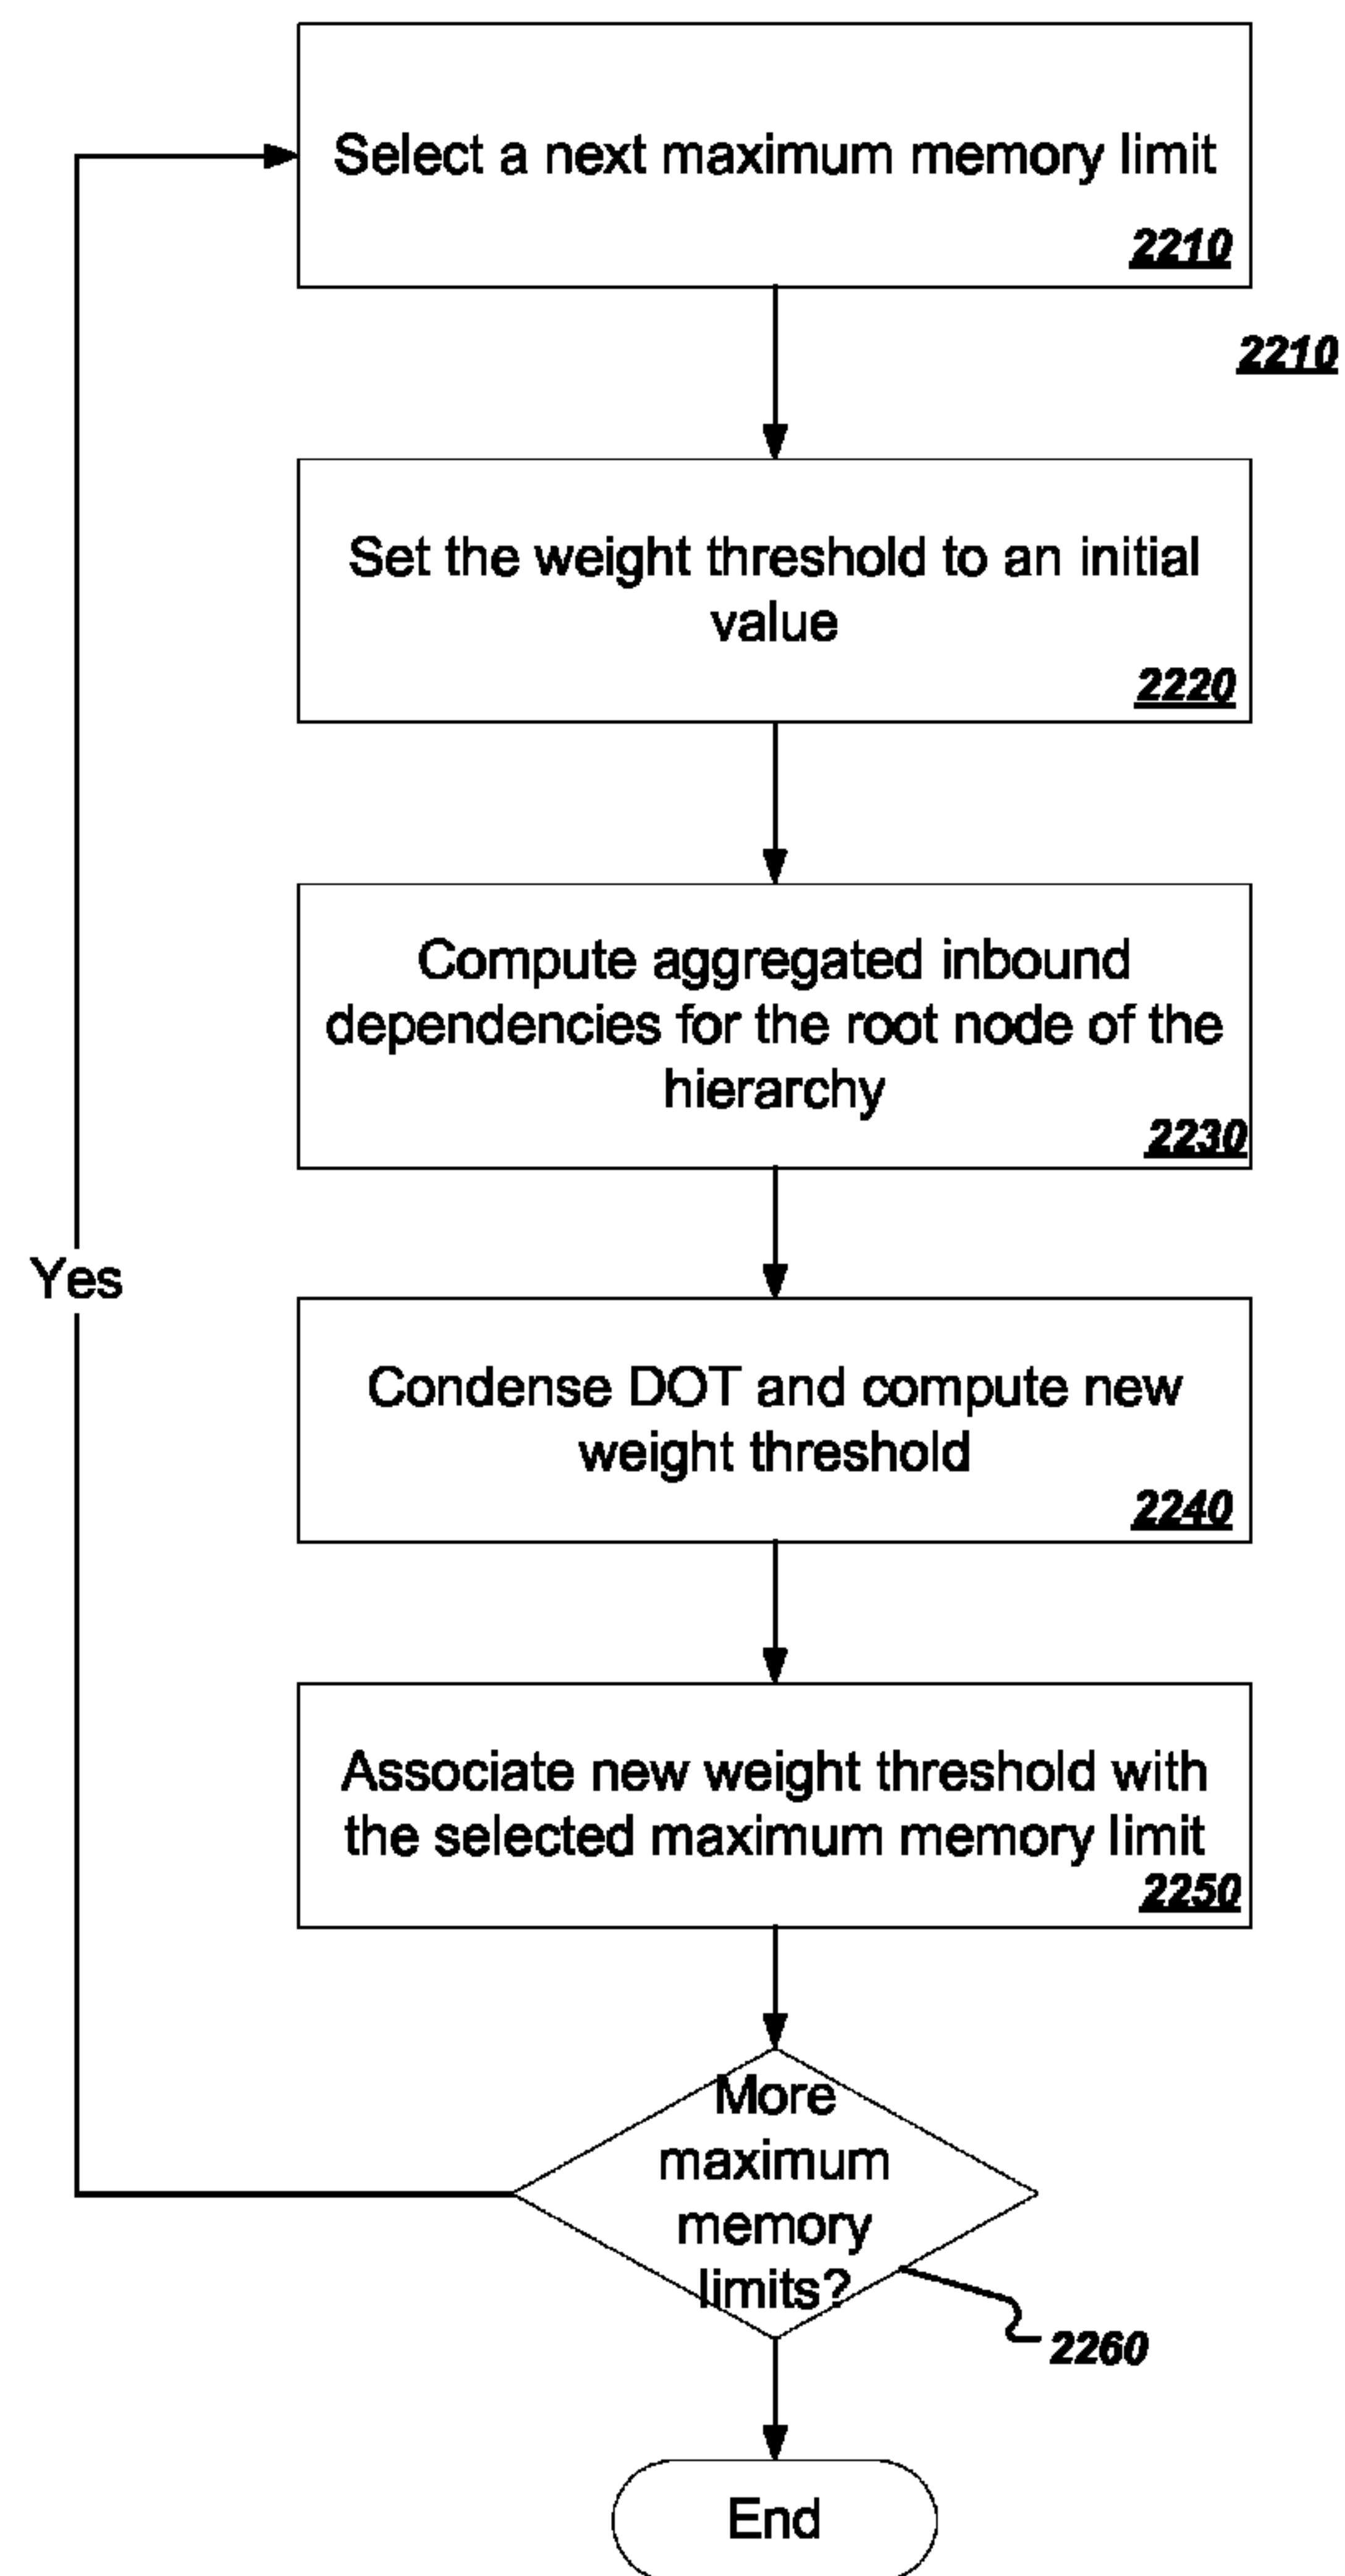 Select a next maximum memory limit
2210
2210
Set the weight threshold to an initial
value
2220
Compute aggregated inbound
dependencies for the root node of the
hierarchy
2230
Yes
Condense DOT and compute new
weight threshold
2240
Associate new weight threshold with
the selected maximum memory limit
2250
More
maximum
memory
limits?
2260
End